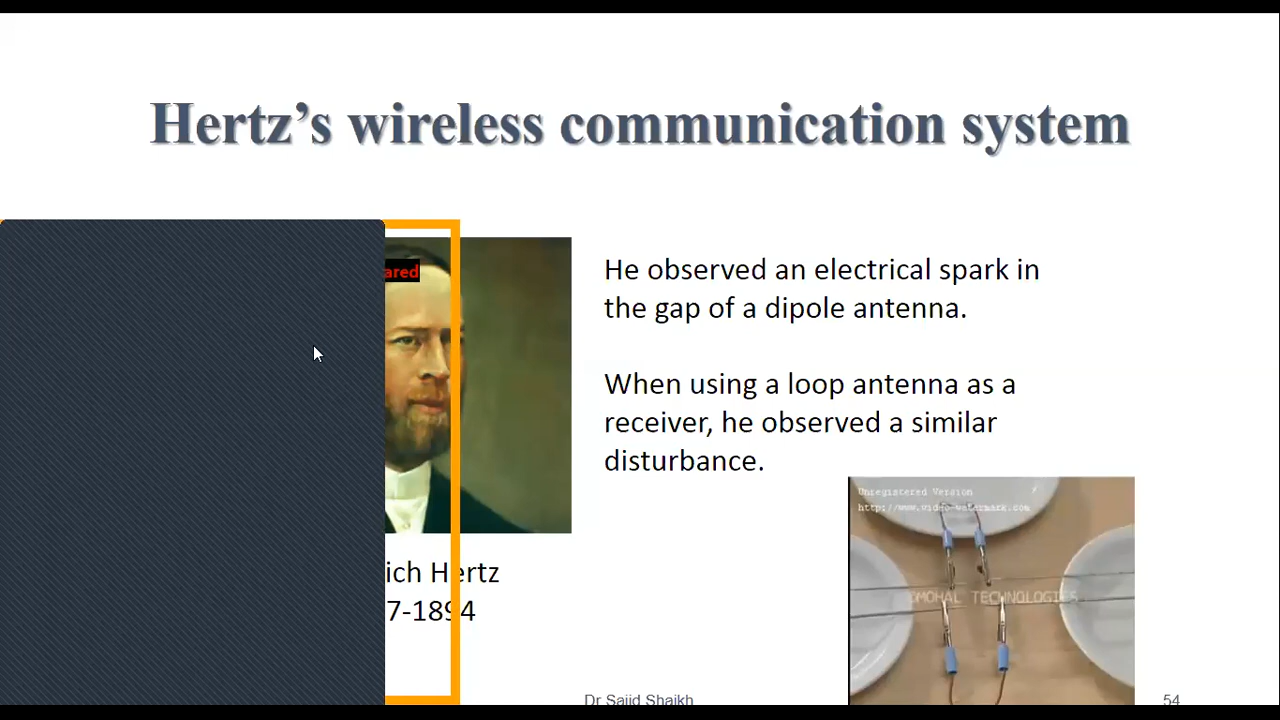 Hertz’s wireless communication system
ared
He observed an electrical spark in
the gap of a dipole antenna.
When using a loop antenna as a
receiver, he observed a similar
disturbance.
ich Hertz
7-1894
Unregistered Version
http://www.video-watermark.com
OMOHAL TECHNOLOGIES
Dr Sajid Shaikh
54